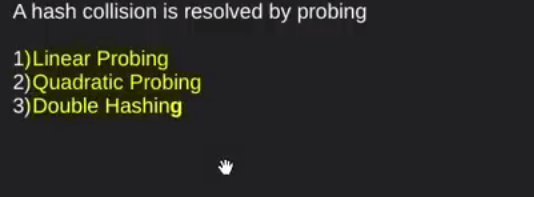 A hash collision is resolved by probing
1)Linear Probing
2)Quadratic Probing
3)Double Hashing